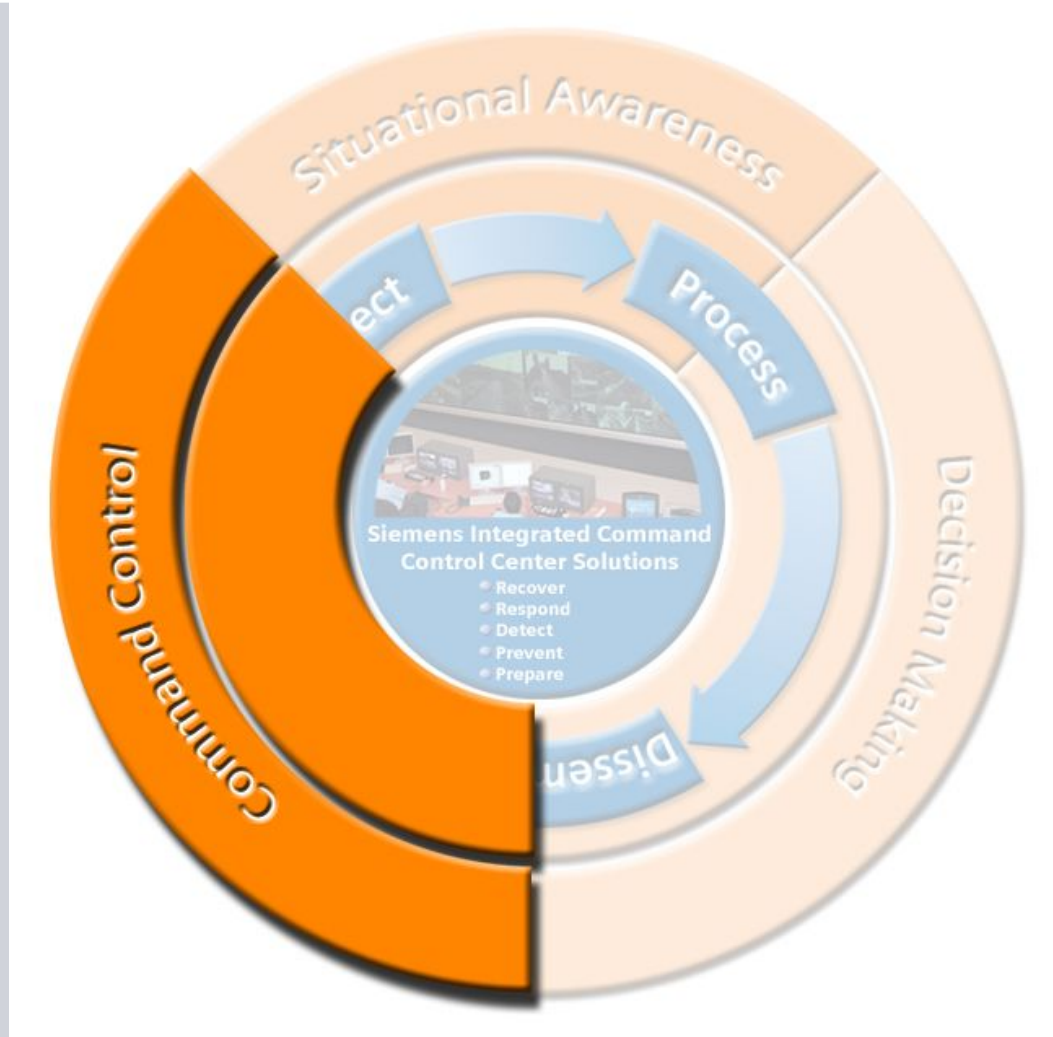 Situational Awareness
ect
Process
Decision Making
Dissem
Command Control
Siemens Integrated Command
Control Center Solutions
Recover
Respond
Detect
Prevent
Prepare